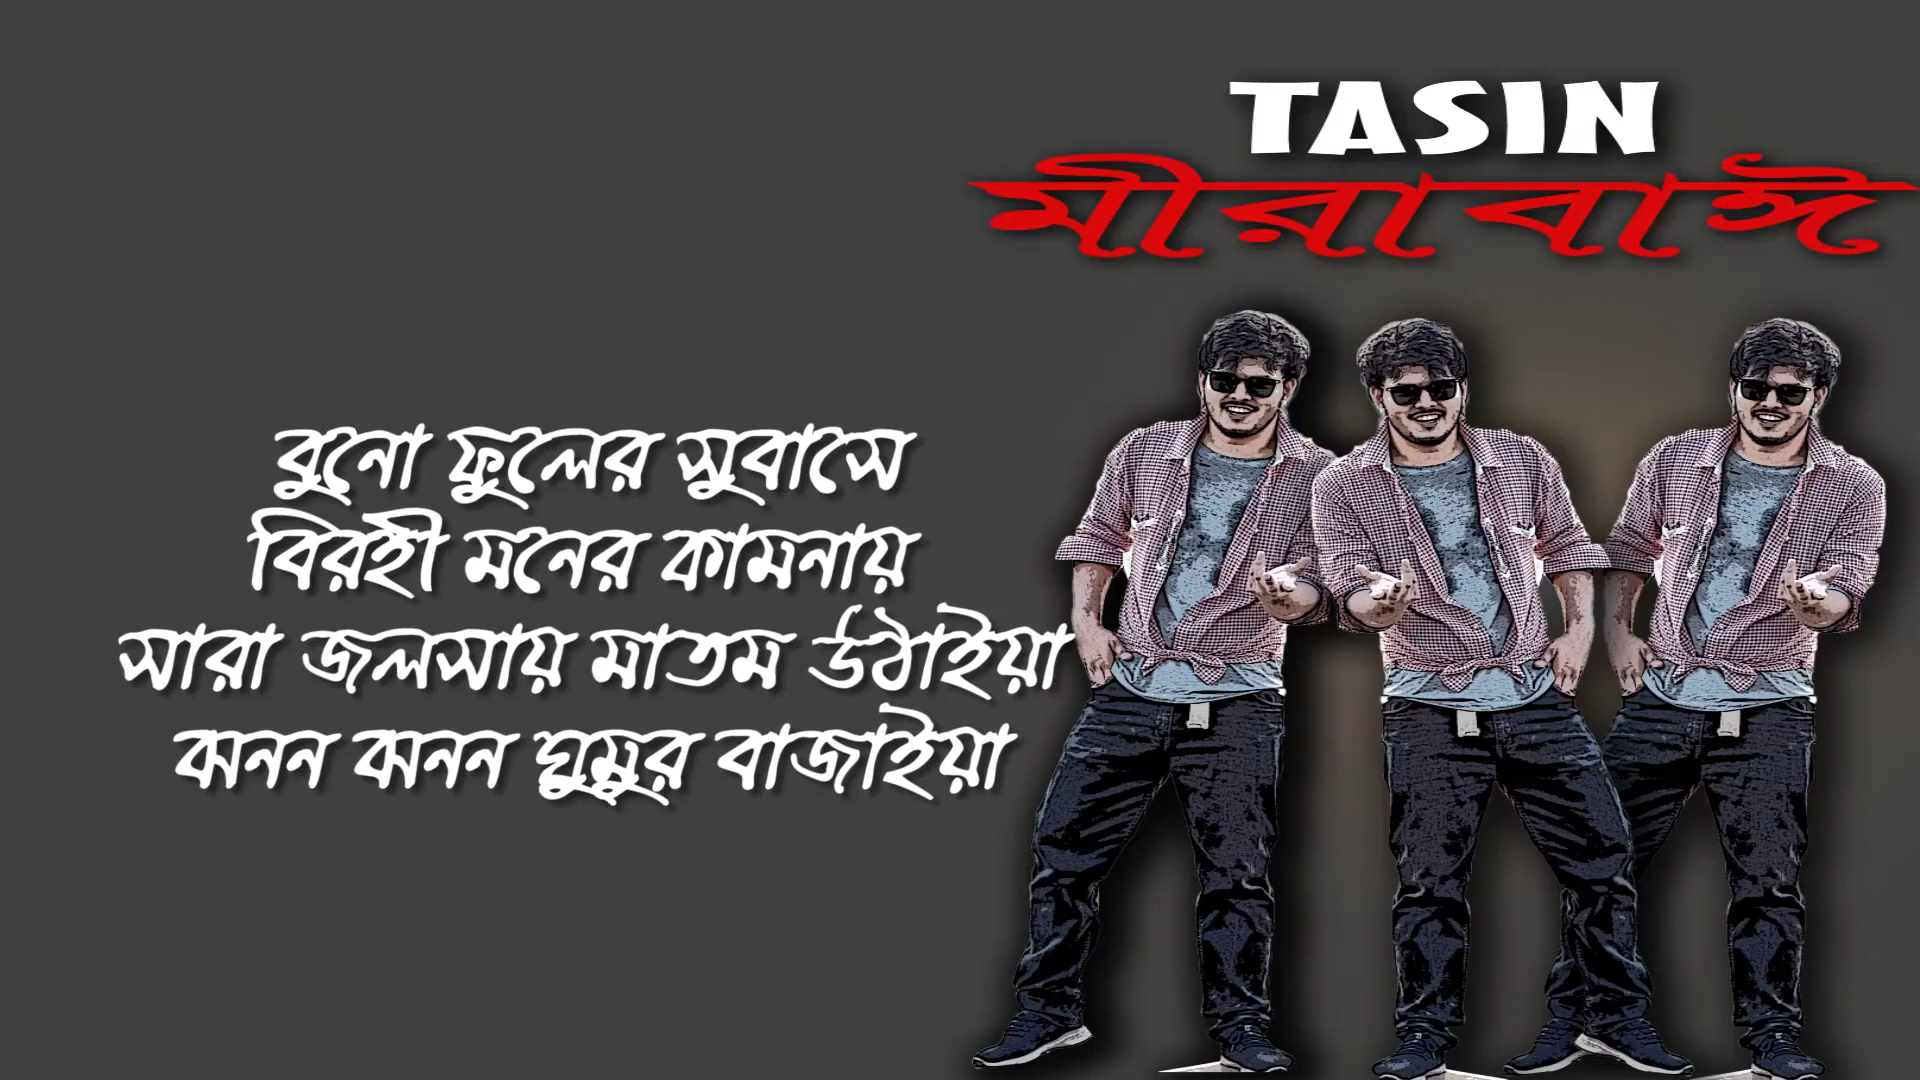 TASIN
মীরাবাঈ
বুনো ফুলের সুবাসে
বিরহী মনের কামনায়
সারা জলসায় মাতম উঠাইয়া
ঝনন ঝনন ঘুমুর বাজাইয়া